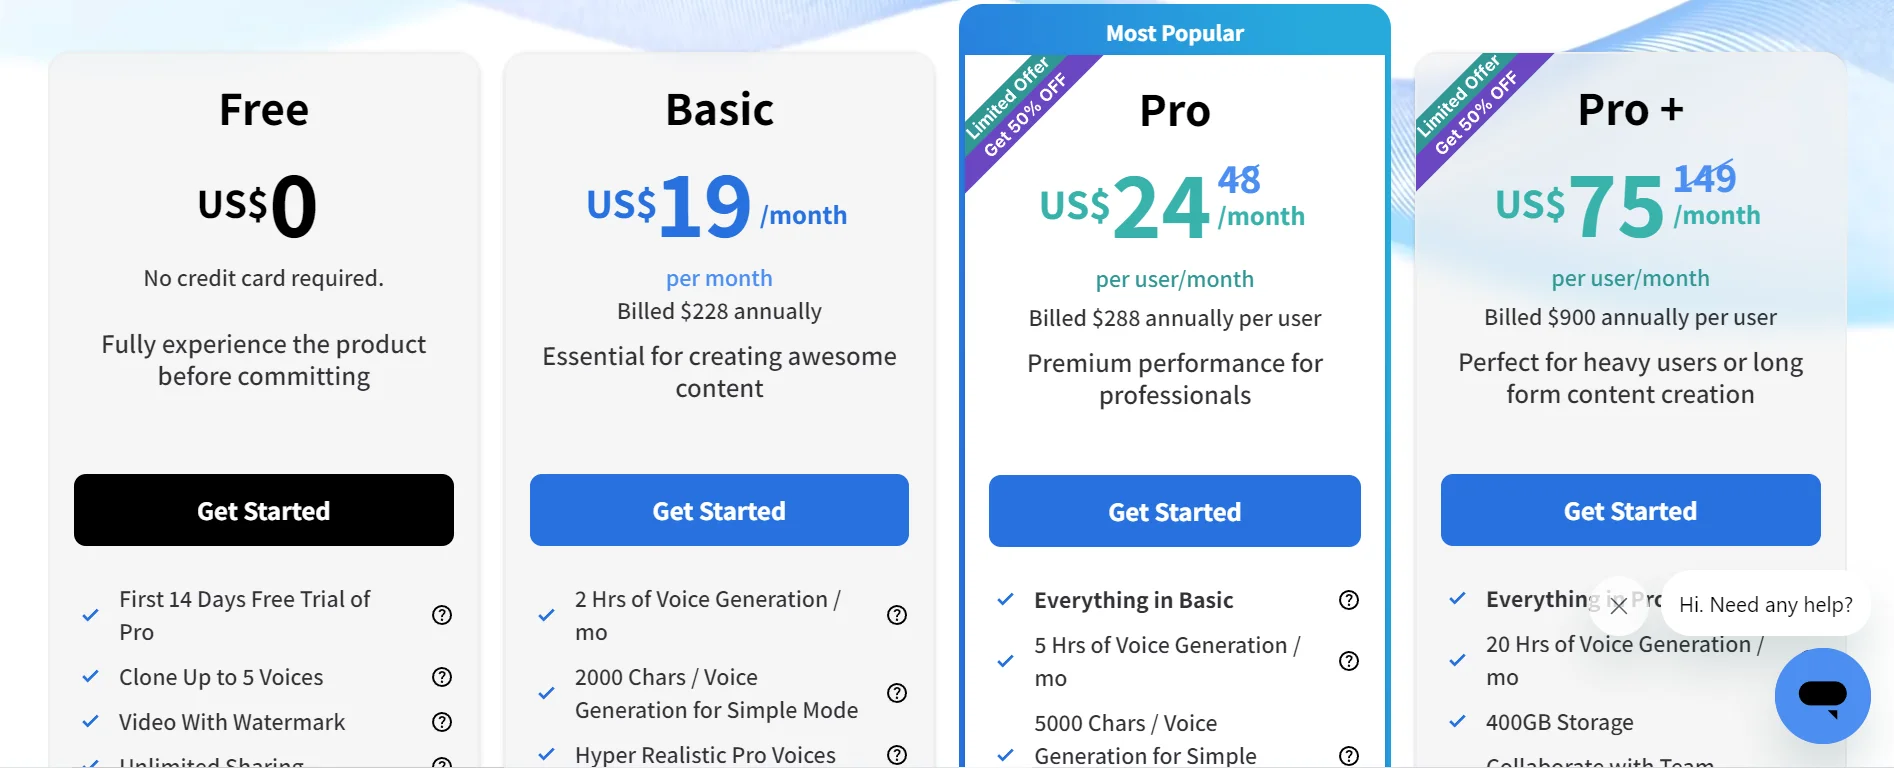 Free
US$0
No credit card required.
Fully experience the product
before committing
Get Started
First 14 Days Free Trial of
Pro
Clone Up to 5 Voices
Video With Watermark
Unlimited Sharing
Basic
US$19 /month
per month
Billed $228 annually
Essential for creating awesome
content
Get Started
2 Hrs of Voice Generation /
mo
2000 Chars / Voice
Generation for Simple Mode
Hyper Realistic Pro Voices
Most Popular
Limited Offer
Get 50% OFF
Pro
US$24 48 /month
per user/month
Billed $288 annually per user
Premium performance for
professionals
Get Started
Everything in Basic
5 Hrs of Voice Generation /
mo
5000 Chars / Voice
Generation for Simple
Limited Offer
Get 50% OFF
Pro +
US$75 149 /month
per user/month
Billed $900 annually per user
Perfect for heavy users or long
form content creation
Get Started
Everything in Pro
20 Hrs of Voice Generation /
mo
400GB Storage
Collaborate with Team
Hi. Need any help?